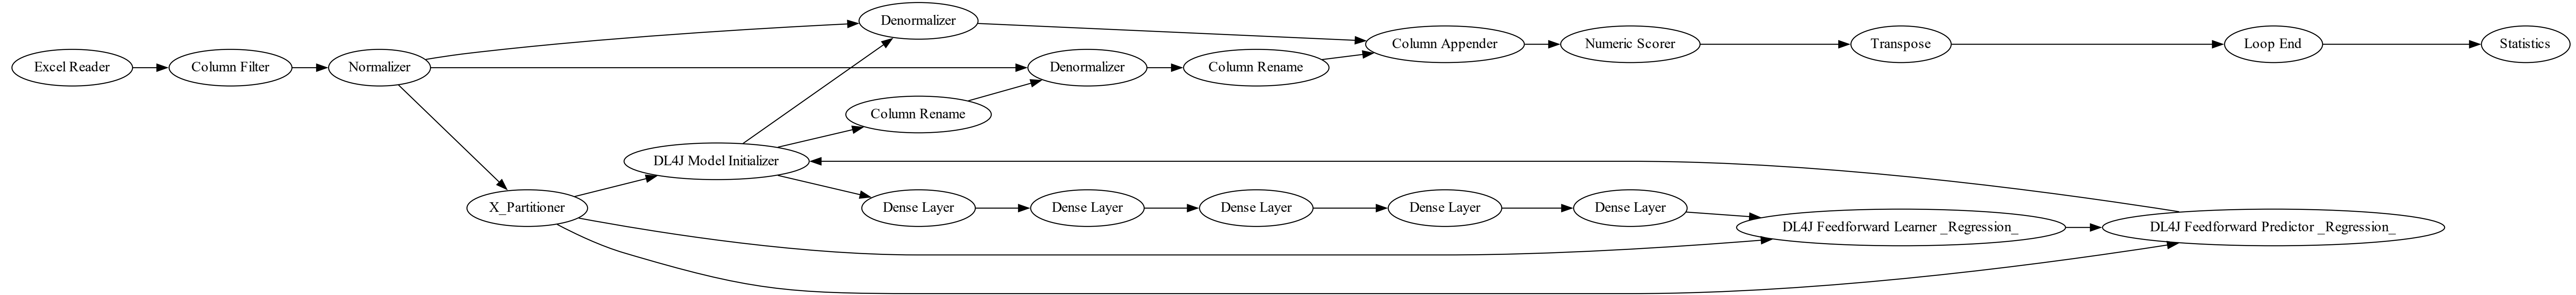 Denormalizer
Column Appender
Numeric Scorer
Transpose
Loop End
Statistics
Excel Reader
Column Filter
Normalizer
Denormalizer
Column Rename
Column Rename
DL4J Model Initializer
X_Partitioner
Dense Layer
Dense Layer
Dense Layer
Dense Layer
Dense Layer
DL4J Feedforward Learner _Regression_
DL4J Feedforward Predictor _Regression_